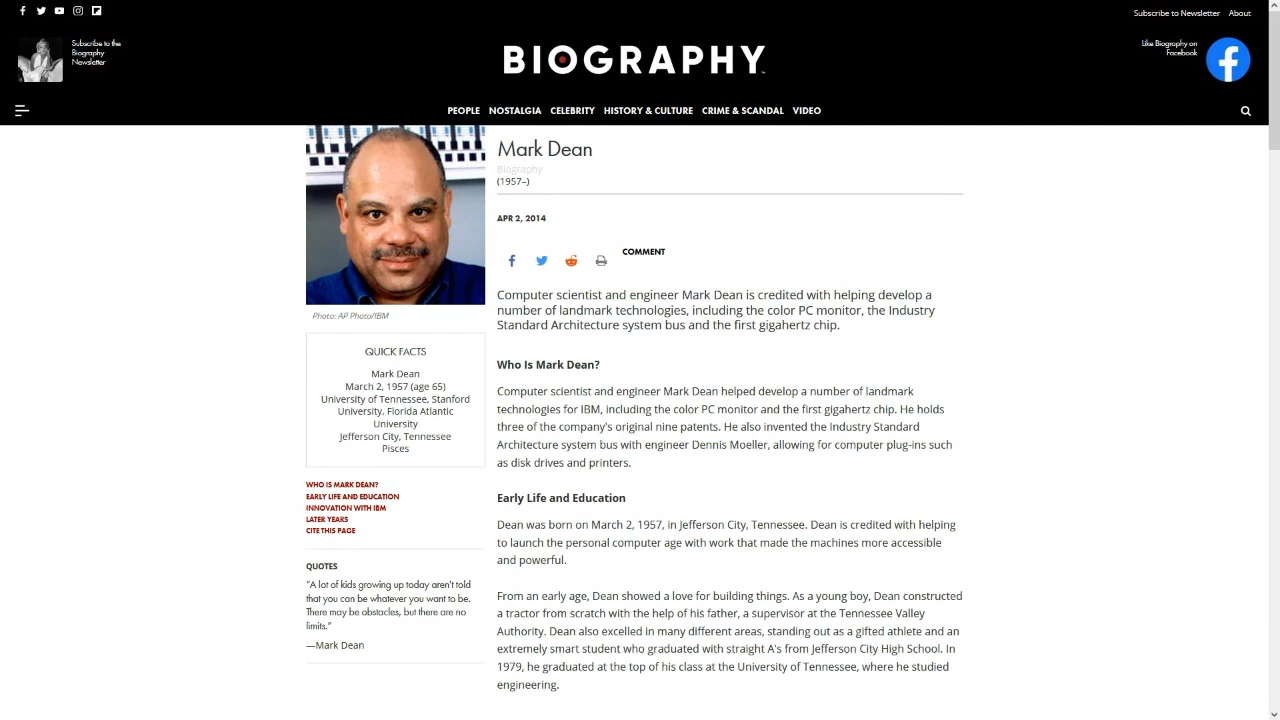 Subscribe to Newsletter About
Subscribe to the
Biography
Newsletter
BIOGRAPHY
Like Biography on
Facebook
PEOPLE NOSTALGIA CELEBRITY HISTORY & CULTURE CRIME & SCANDAL VIDEO
Photo: AP Photo/IBM
QUICK FACTS
Mark Dean
March 2, 1957 (age 65)
University of Tennessee, Stanford
University, Florida Atlantic
University
Jefferson City, Tennessee
Pisces
WHO IS MARK DEAN?
EARLY LIFE AND EDUCATION
INNOVATION WITH IBM
LATER YEARS
CITE THIS PAGE
QUOTES
“A lot of kids growing up today aren't told
that you can be whatever you want to be.
There may be obstacles, but there are no
limits.”
—Mark Dean
Mark Dean
Biography
(1957–)
APR 2, 2014
COMMENT
Computer scientist and engineer Mark Dean is credited with helping develop a
number of landmark technologies, including the color PC monitor, the Industry
Standard Architecture system bus and the first gigahertz chip.
Who Is Mark Dean?
Computer scientist and engineer Mark Dean helped develop a number of landmark
technologies for IBM, including the color PC monitor and the first gigahertz chip. He holds
three of the company's original nine patents. He also invented the Industry Standard
Architecture system bus with engineer Dennis Moeller, allowing for computer plug-ins such
as disk drives and printers.
Early Life and Education
Dean was born on March 2, 1957, in Jefferson City, Tennessee. Dean is credited with helping
to launch the personal computer age with work that made the machines more accessible
and powerful.
From an early age, Dean showed a love for building things. As a young boy, Dean constructed
a tractor from scratch with the help of his father, a supervisor at the Tennessee Valley
Authority. Dean also excelled in many different areas, standing out as a gifted athlete and an
extremely smart student who graduated with straight A's from Jefferson City High School. In
1979, he graduated at the top of his class at the University of Tennessee, where he studied
engineering.